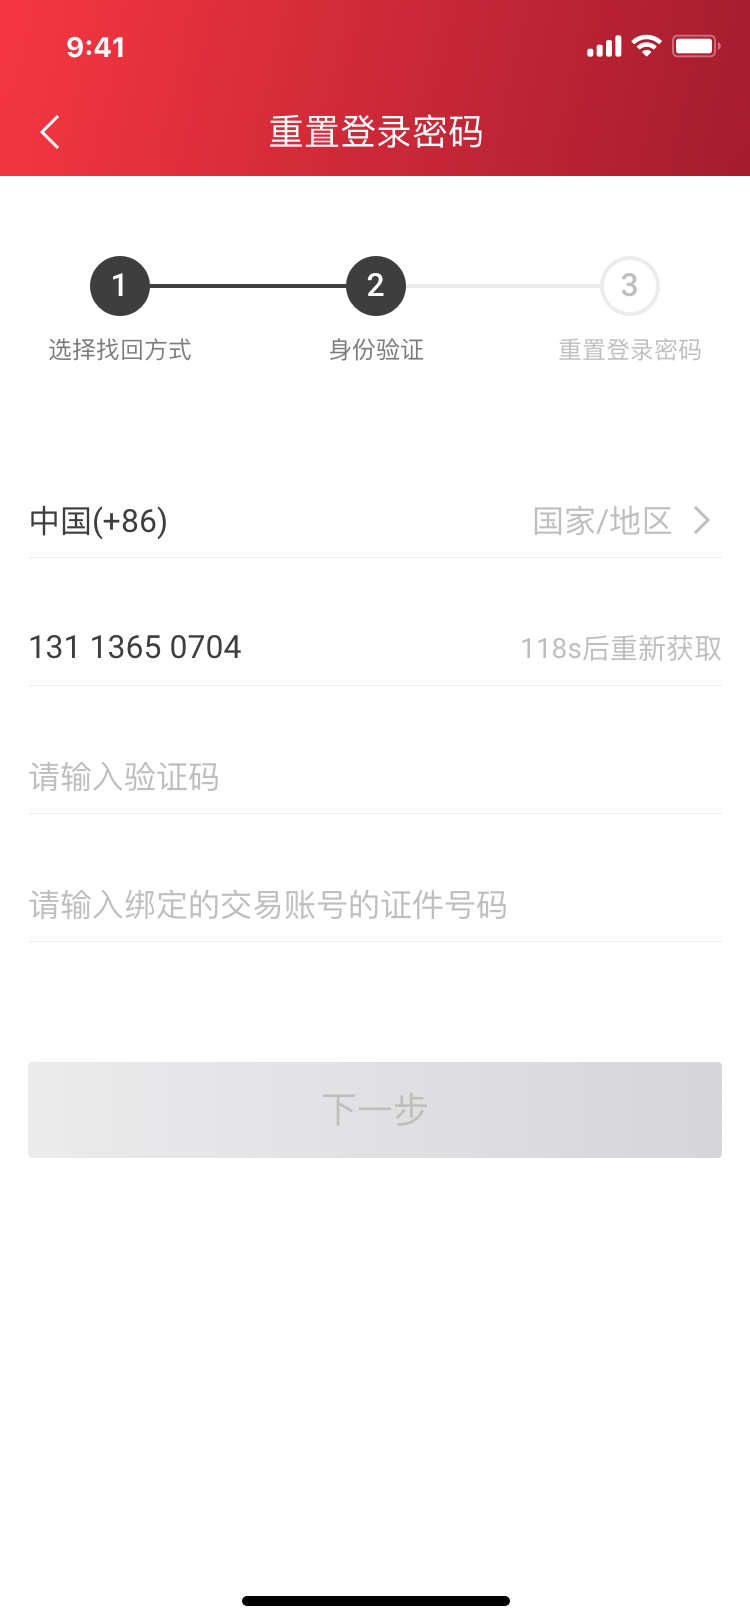 9:41
重置登录密码
1 2 3
选择找回方式 身份验证 重置登录密码
中国(+86) 国家/地区
131 1365 0704 118s后重新获取
请输入验证码
请输入绑定的交易账号的证件号码
下一步